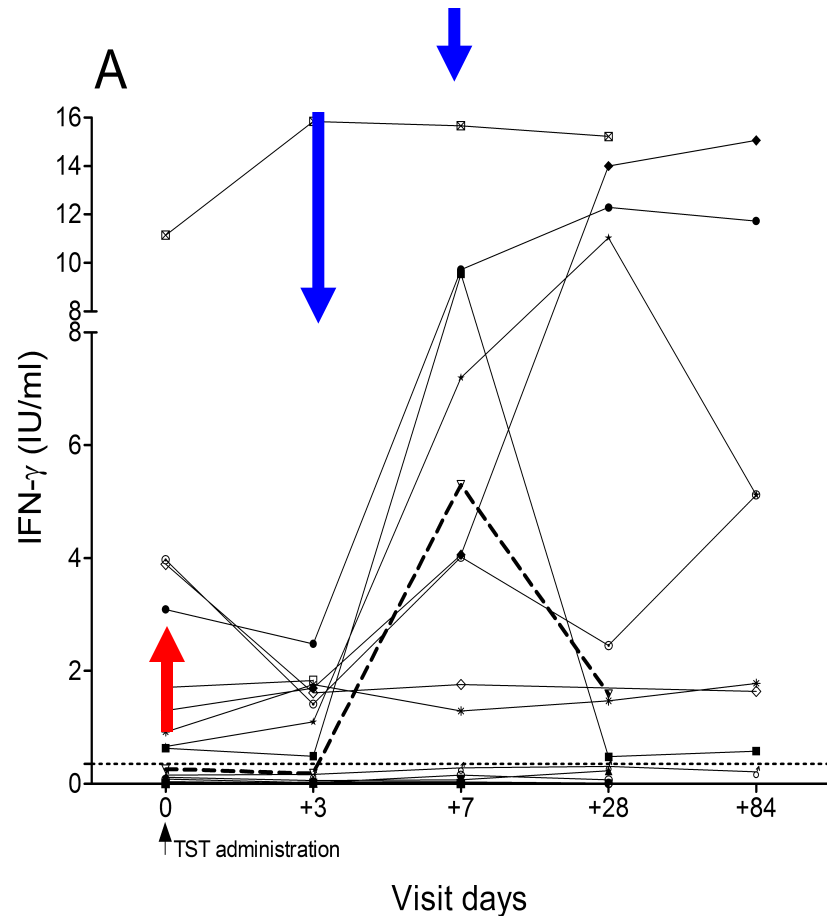 A
16
14
12
10
8
8
6
4
2
0
IFN-γ (IU/ml)
0 +3 +7 +28 +84
TST administration
Visit days